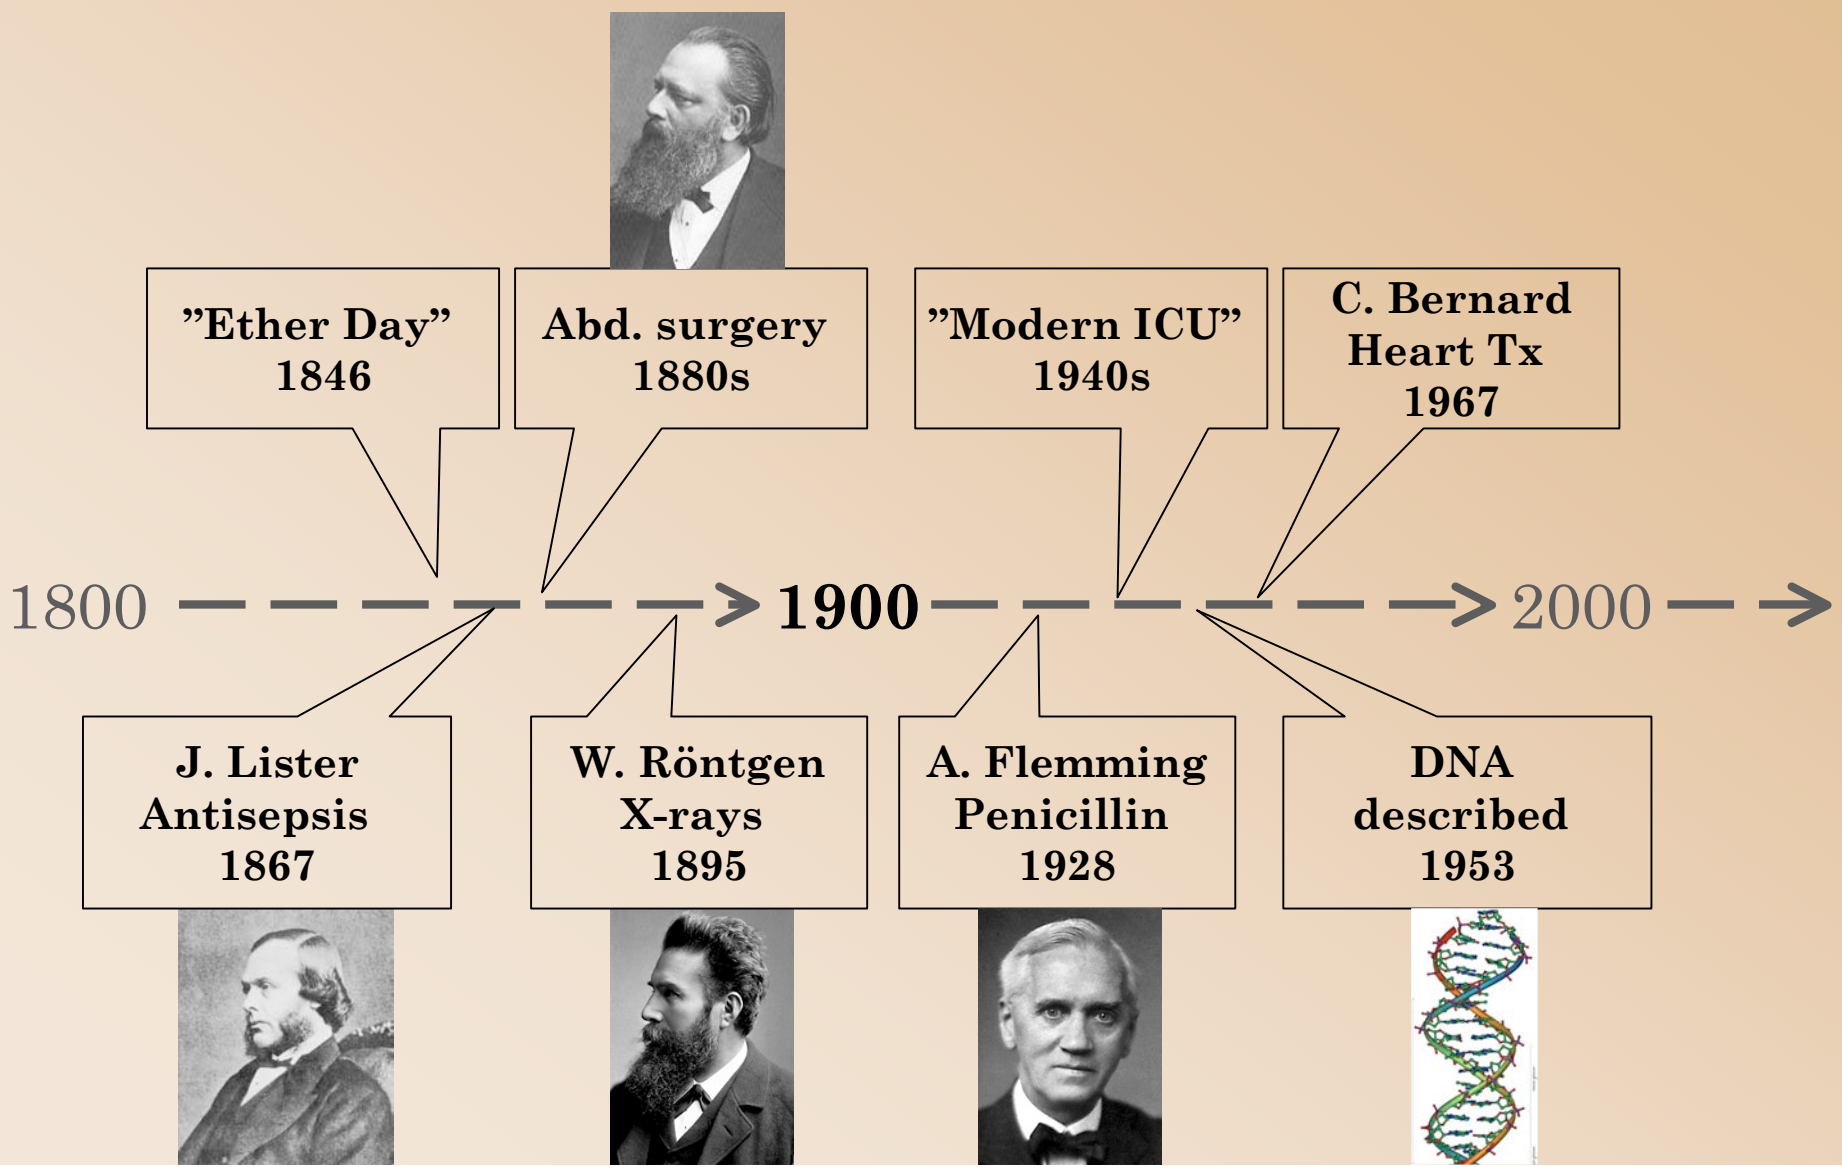 ”Ether Day”
1846
Abd. surgery
1880s
”Modern ICU”
1940s
C. Bernard
Heart Tx
1967
1800
1900
2000
J. Lister
Antisepsis
1867
W. Röntgen
X-rays
1895
A. Flemming
Penicillin
1928
DNA
described
1953